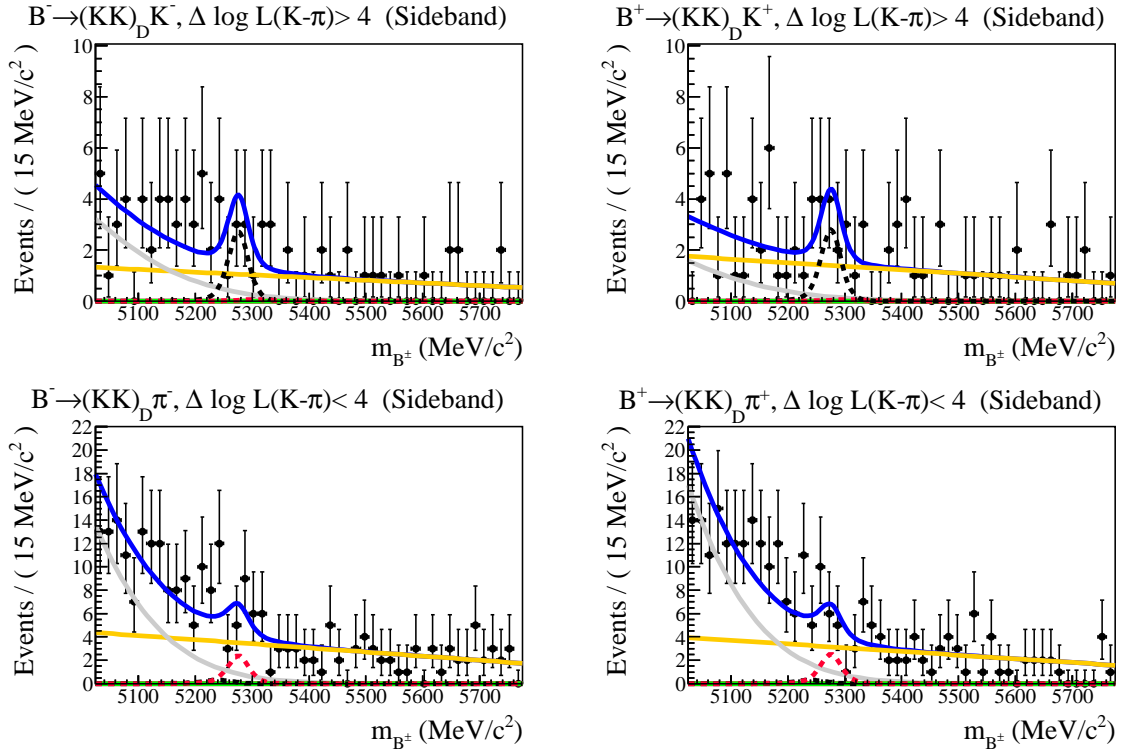 B⁻→(KK)_D K⁻, Δ log L(K-π)> 4 (Sideband)
Events / ( 15 MeV/c²)
10
8
6
4
2
0
5100 5200 5300 5400 5500 5600 5700
m_B± (MeV/c²)
B⁺→(KK)_D K⁺, Δ log L(K-π)> 4 (Sideband)
Events / ( 15 MeV/c²)
10
8
6
4
2
0
5100 5200 5300 5400 5500 5600 5700
m_B± (MeV/c²)
B⁻→(KK)_D π⁻, Δ log L(K-π)< 4 (Sideband)
Events / ( 15 MeV/c²)
22
20
18
16
14
12
10
8
6
4
2
0
5100 5200 5300 5400 5500 5600 5700
m_B± (MeV/c²)
B⁺→(KK)_D π⁺, Δ log L(K-π)< 4 (Sideband)
Events / ( 15 MeV/c²)
22
20
18
16
14
12
10
8
6
4
2
0
5100 5200 5300 5400 5500 5600 5700
m_B± (MeV/c²)